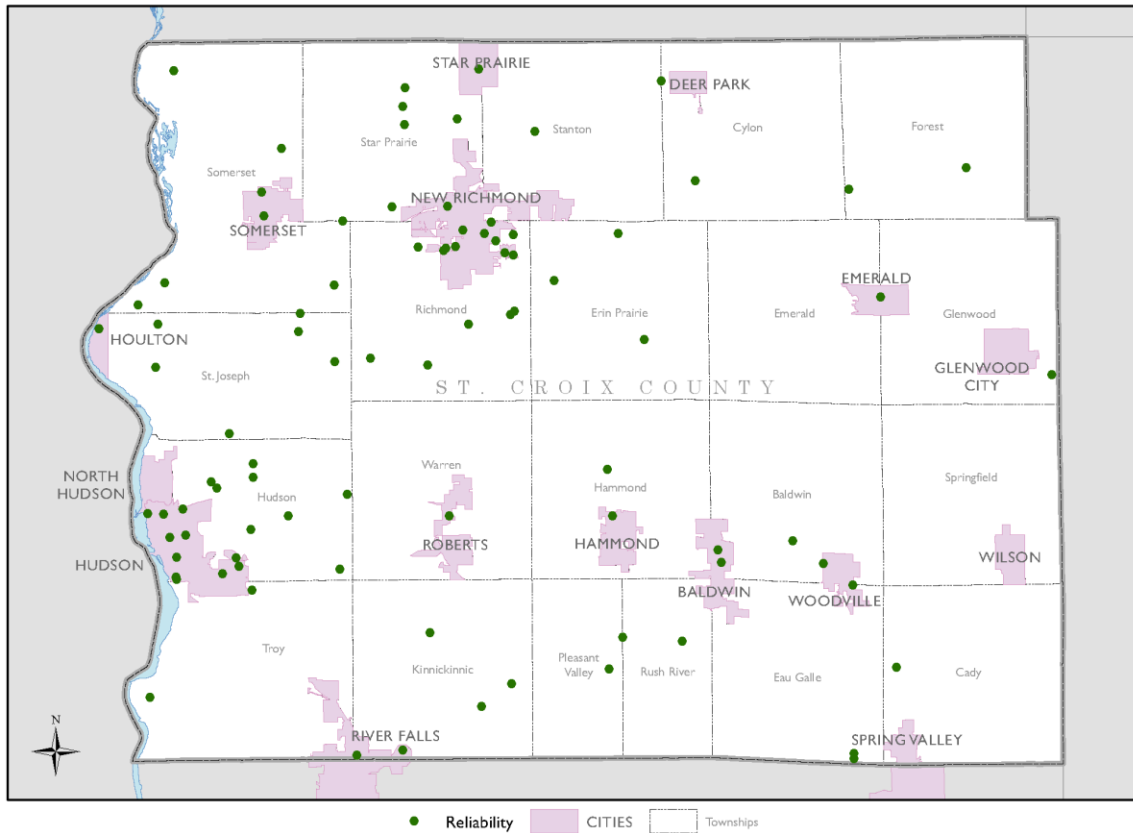 STAR PRAIRIE
DEER PARK
Cylon
Forest
Stanton
Star Prairie
Somerset
NEW RICHMOND
SOMERSET
EMERALD
Richmond
Erin Prairie
Emerald
Glenwood
HOULTON
GLENWOOD
CITY
St. Joseph
ST. CROIX COUNTY
NORTH
HUDSON
Warren
Hammond
Baldwin
Springfield
Hudson
ROBERTS
HAMMOND
WILSON
HUDSON
BALDWIN
WOODVILLE
Troy
Kinnickinnic
Pleasant
Valley
Rush River
Eau Galle
Cady
N
RIVER FALLS
SPRING VALLEY
Reliability
CITIES
Townships